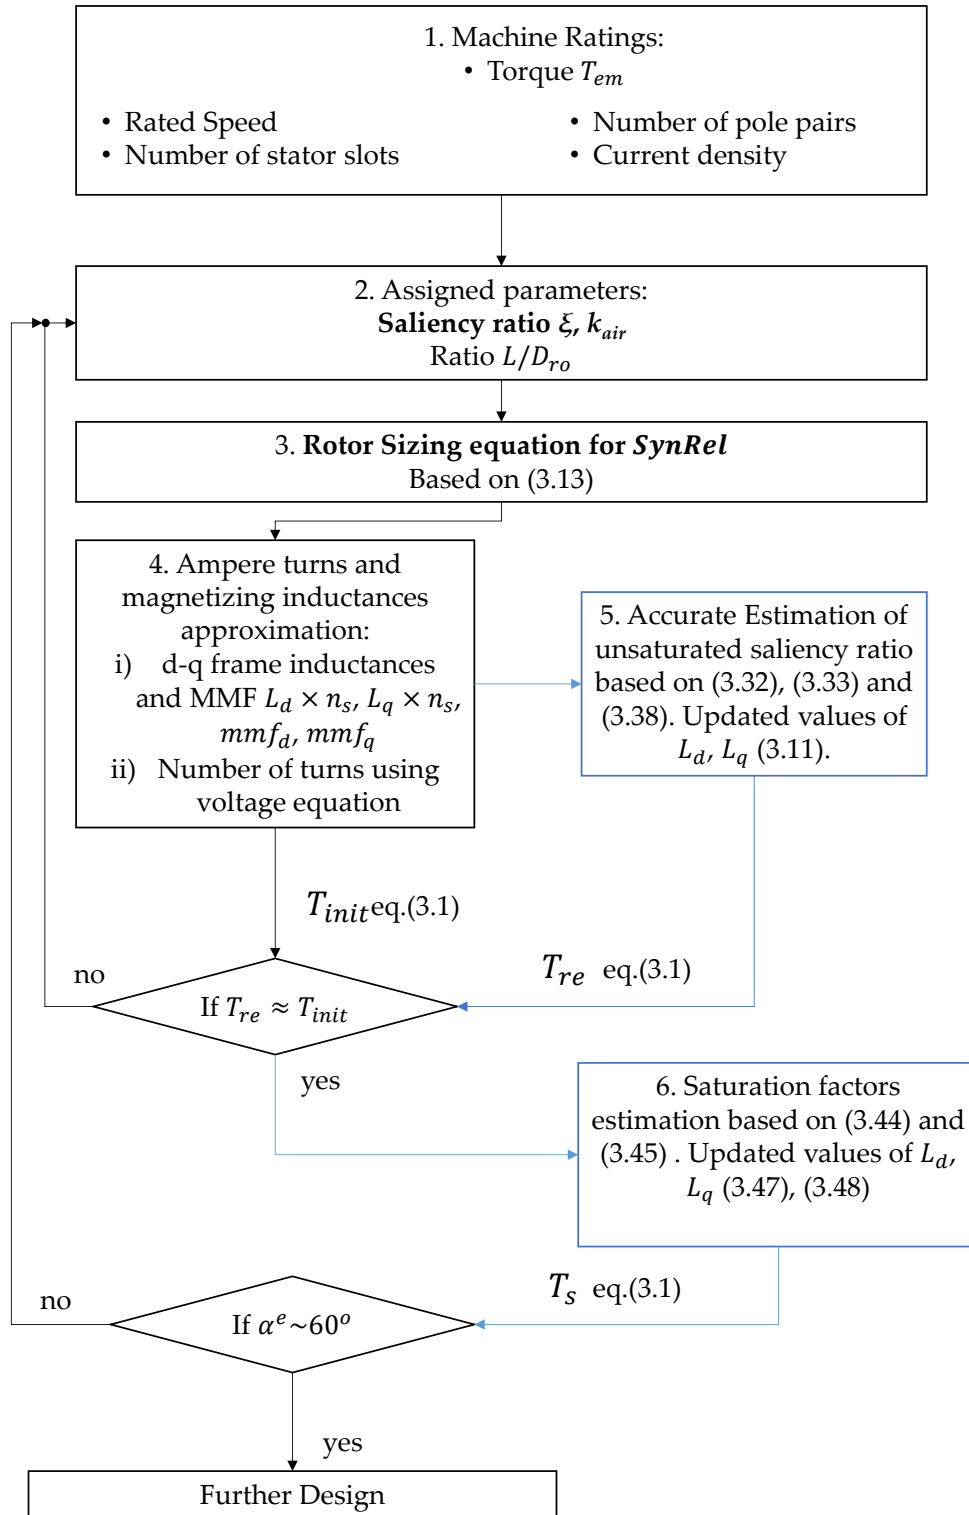 1. Machine Ratings:
• Torque T_em
• Rated Speed
• Number of stator slots
• Number of pole pairs
• Current density
2. Assigned parameters:
Saliency ratio ξ, k_air
Ratio L/D_ro
3. Rotor Sizing equation for SynRel
Based on (3.13)
4. Ampere turns and
magnetizing inductances
approximation:
i) d-q frame inductances
and MMF L_d × n_s, L_q × n_s,
mmf_d, mmf_q
ii) Number of turns using
voltage equation
5. Accurate Estimation of
unsaturated saliency ratio
based on (3.32), (3.33) and
(3.38). Updated values of
L_d, L_q (3.11).
T_init eq.(3.1)
T_re eq.(3.1)
no
If T_re ≈ T_init
yes
6. Saturation factors
estimation based on (3.44) and
(3.45) . Updated values of L_d,
L_q (3.47), (3.48)
T_s eq.(3.1)
no
If α^e~60^o
yes
Further Design